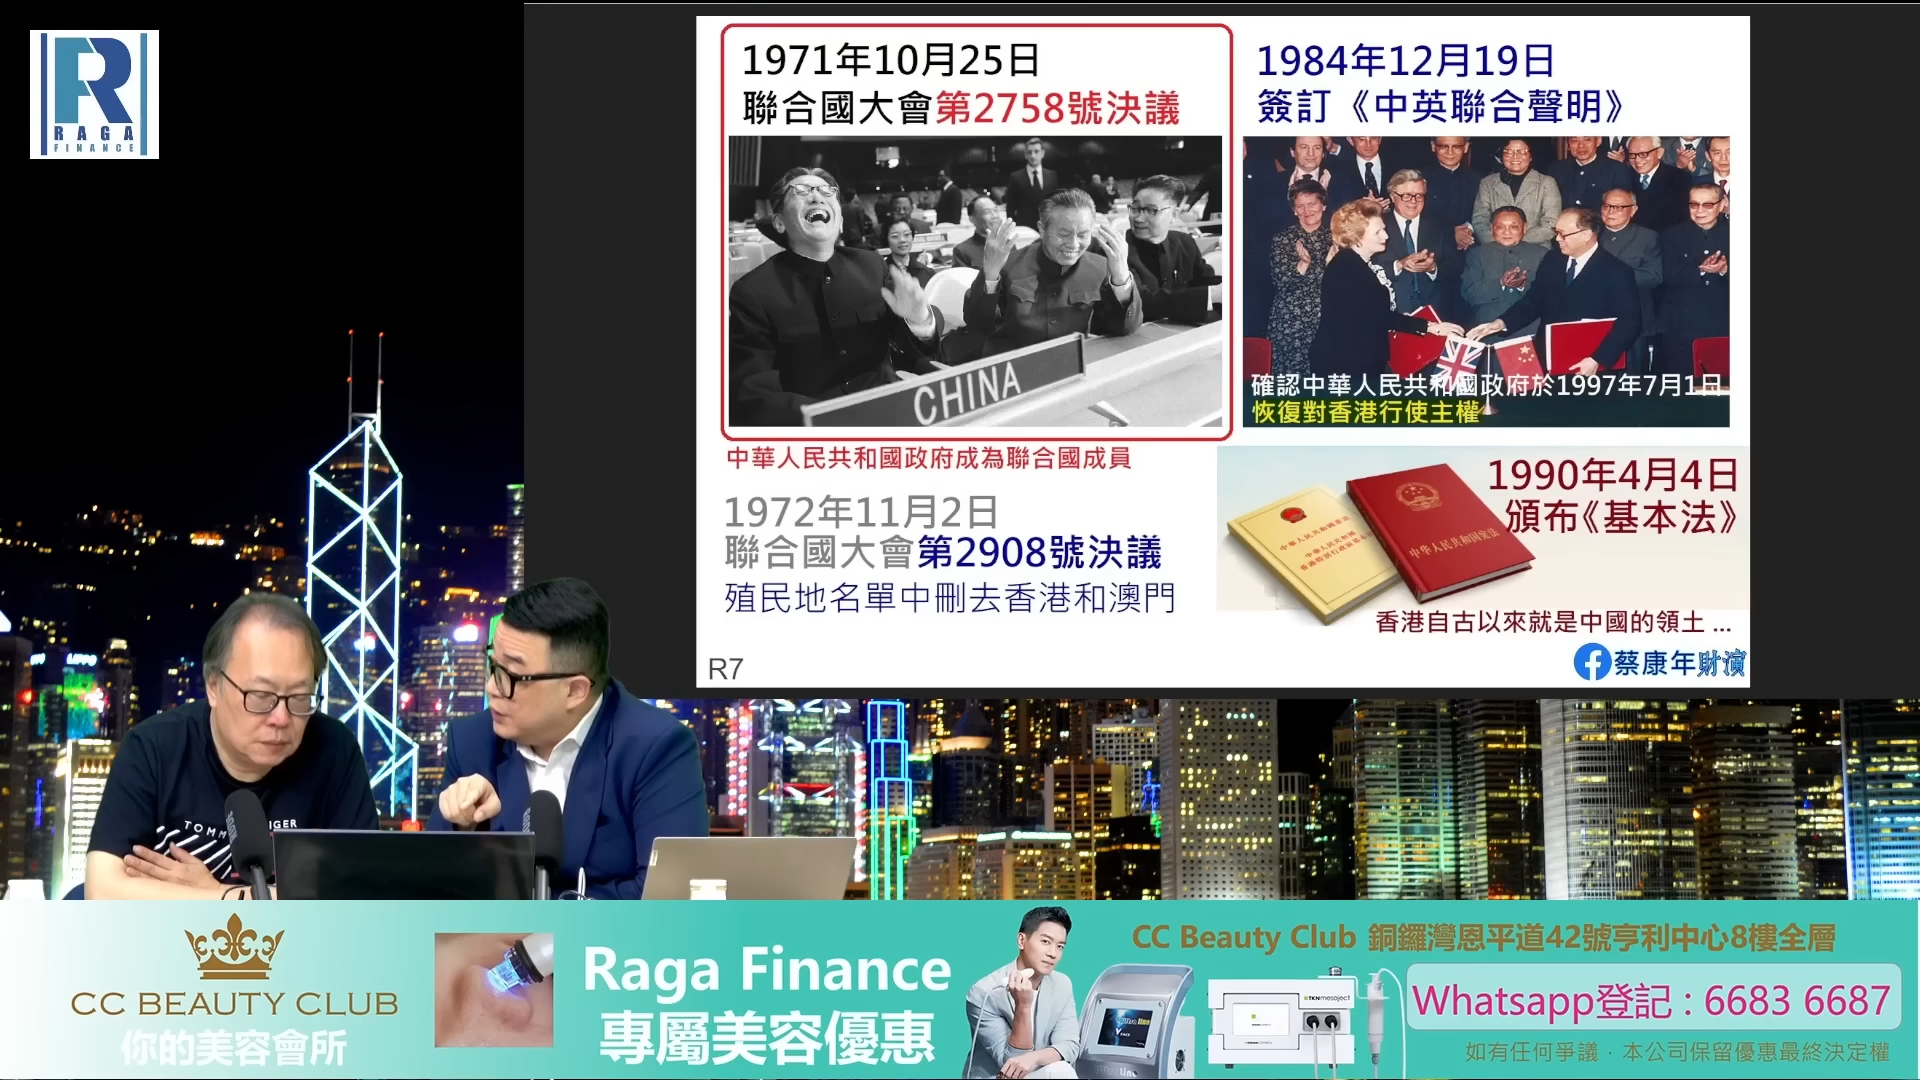 RAGA
FINANCE
1971年10月25日
聯合國大會第2758號決議
CHINA
中華人民共和國政府成為聯合國成員
1972年11月2日
聯合國大會第2908號決議
殖民地名單中刪去香港和澳門
R7
1984年12月19日
簽訂《中英聯合聲明》
確認中華人民共和國政府於1997年7月1日
恢復對香港行使主權
1990年4月4日
頒布《基本法》
中华人民共和国宪法
香港自古以來就是中國的領土 ...
蔡康年財演
CC BEAUTY CLUB
你的美容會所
Raga Finance
專屬美容優惠
CC Beauty Club 銅鑼灣恩平道42號亨利中心8樓全層
Whatsapp登記 : 6683 6687
如有任何爭議，本公司保留優惠最終決定權